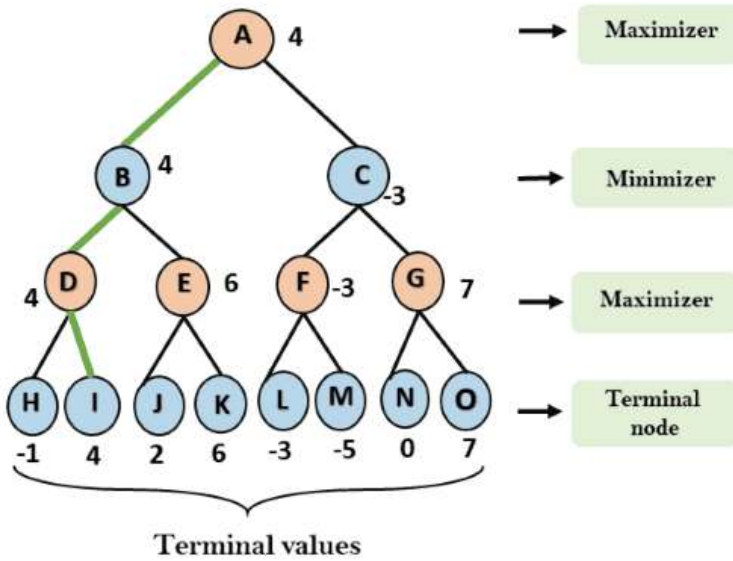 A 4 Maximizer
B 4 C -3 Minimizer
4 D E 6 F -3 G 7 Maximizer
H I J K L M N O Terminal
node
-1 4 2 6 -3 -5 0 7
Terminal values